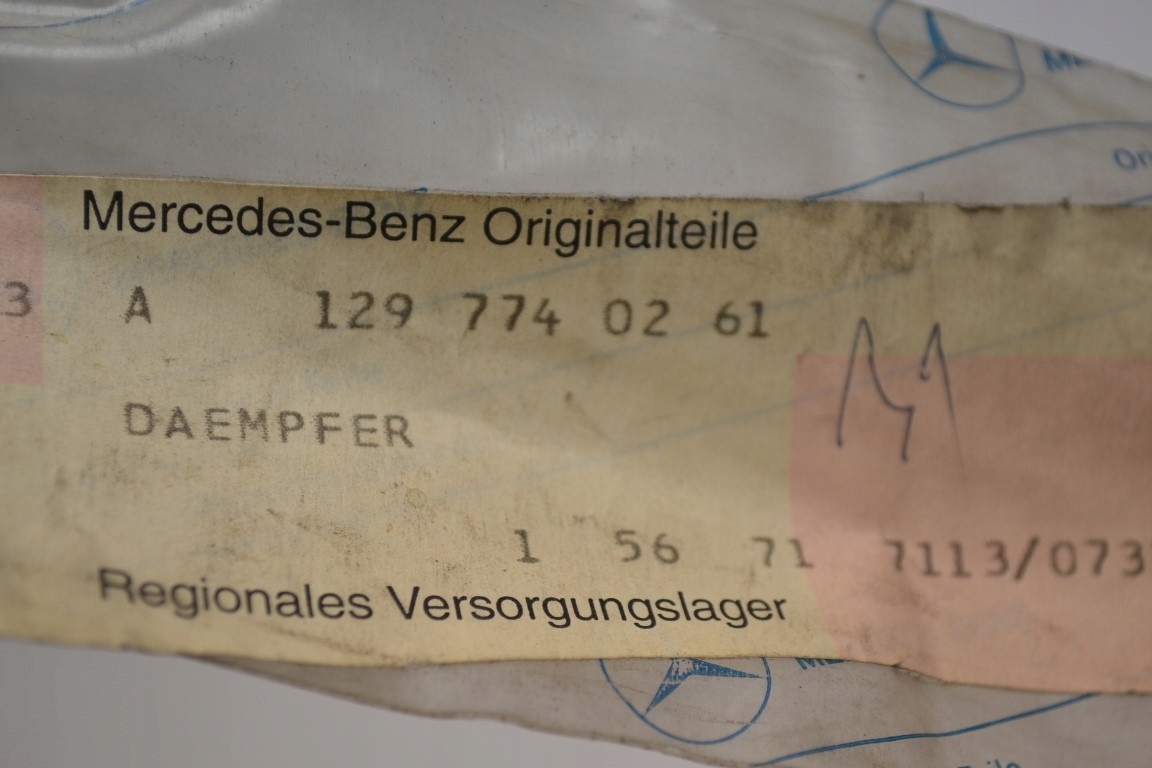 Mercedes-Benz Originalteile
3 A 129 774 02 61
DAEMPFER
1 56 71 7113/073
Regionales Versorgungslager